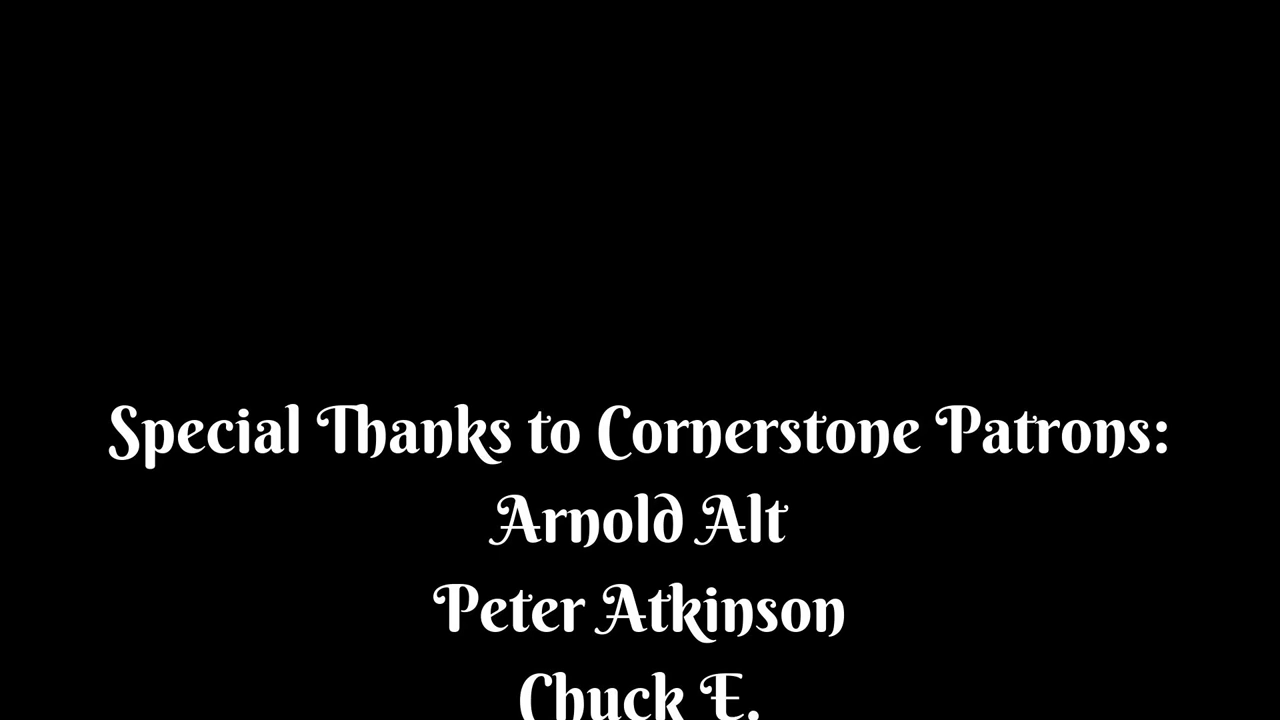 Special Thanks to Cornerstone Patrons:
Arnold Alt
Peter Atkinson
Chuck E.